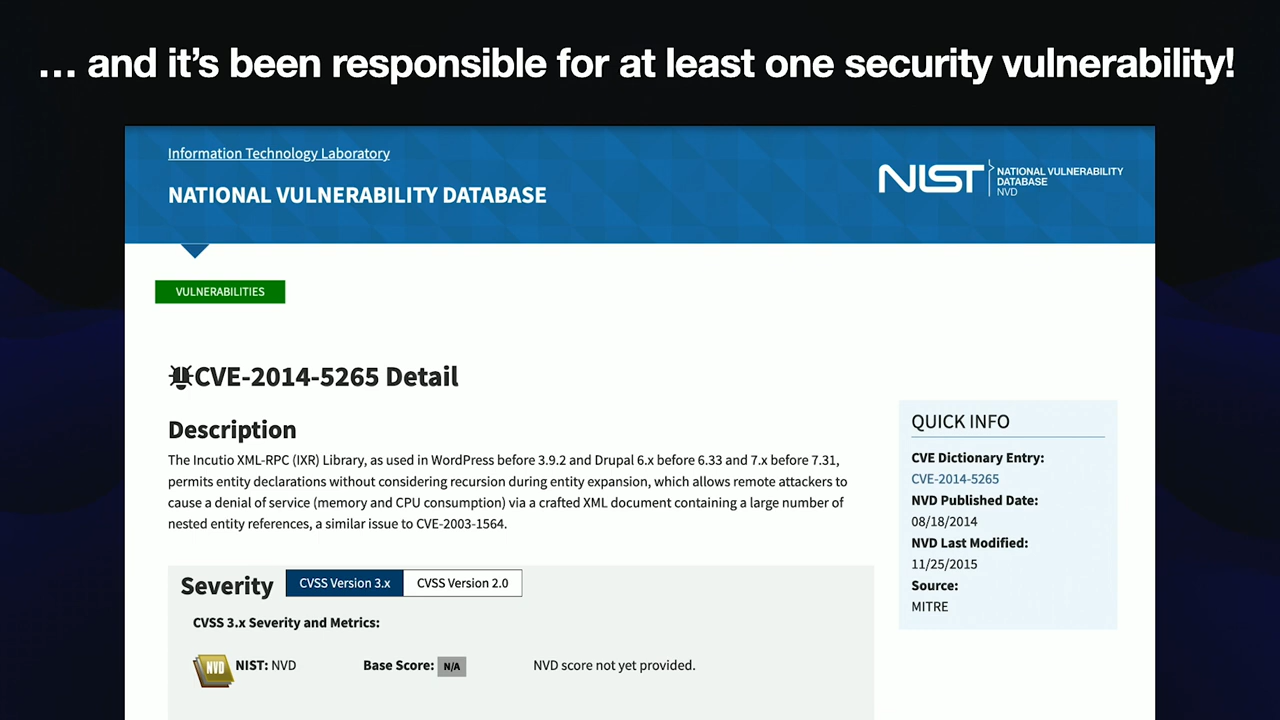 … and it’s been responsible for at least one security vulnerability!
Information Technology Laboratory
NATIONAL VULNERABILITY DATABASE
NIST
NATIONAL VULNERABILITY
DATABASE
NVD
VULNERABILITIES
CVE-2014-5265 Detail
Description
The Incutio XML-RPC (IXR) Library, as used in WordPress before 3.9.2 and Drupal 6.x before 6.33 and 7.x before 7.31,
permits entity declarations without considering recursion during entity expansion, which allows remote attackers to
cause a denial of service (memory and CPU consumption) via a crafted XML document containing a large number of
nested entity references, a similar issue to CVE-2003-1564.
QUICK INFO
CVE Dictionary Entry:
CVE-2014-5265
NVD Published Date:
08/18/2014
NVD Last Modified:
11/25/2015
Source:
MITRE
Severity
CVSS Version 3.x
CVSS Version 2.0
CVSS 3.x Severity and Metrics:
NVD
NIST: NVD
Base Score: N/A
NVD score not yet provided.